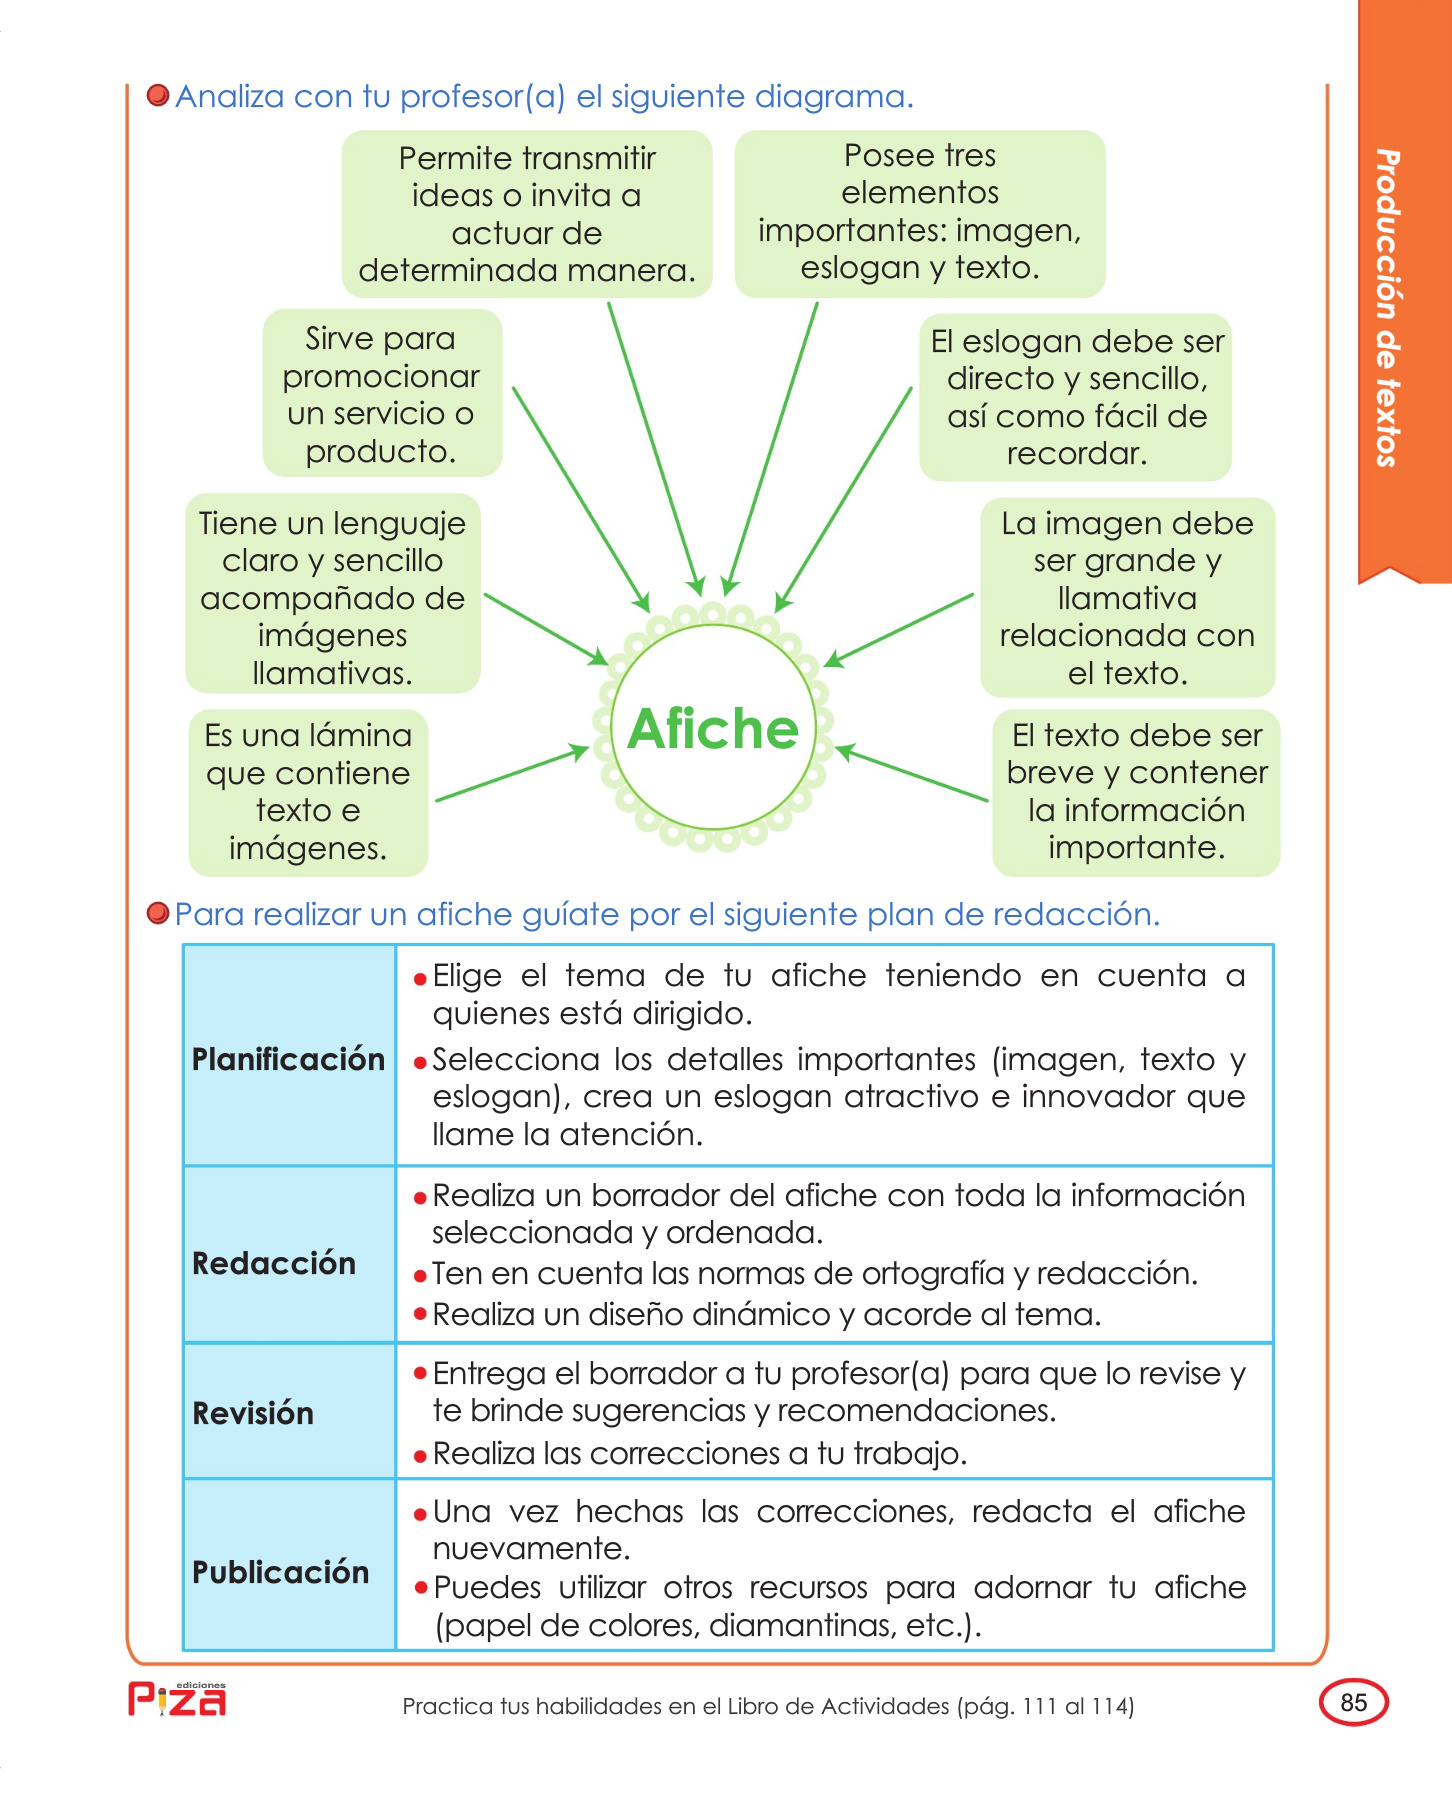 Producción de textos
Analiza con tu profesor(a) el siguiente diagrama.
Permite transmitir
ideas o invita a
actuar de
determinada manera.
Posee tres
elementos
importantes: imagen,
eslogan y texto.
Sirve para
promocionar
un servicio o
producto.
El eslogan debe ser
directo y sencillo,
así como fácil de
recordar.
Tiene un lenguaje
claro y sencillo
acompañado de
imágenes
llamativas.
La imagen debe
ser grande y
llamativa
relacionada con
el texto.
Es una lámina
que contiene
texto e
imágenes.
Afiche
El texto debe ser
breve y contener
la información
importante.
Para realizar un afiche guíate por el siguiente plan de redacción.
Planificación
Elige el tema de tu afiche teniendo en cuenta a
quienes está dirigido.
Selecciona los detalles importantes (imagen, texto y
eslogan), crea un eslogan atractivo e innovador que
llame la atención.
Redacción
Realiza un borrador del afiche con toda la información
seleccionada y ordenada.
Ten en cuenta las normas de ortografía y redacción.
Realiza un diseño dinámico y acorde al tema.
Revisión
Entrega el borrador a tu profesor(a) para que lo revise y
te brinde sugerencias y recomendaciones.
Realiza las correcciones a tu trabajo.
Publicación
Una vez hechas las correcciones, redacta el afiche
nuevamente.
Puedes utilizar otros recursos para adornar tu afiche
(papel de colores, diamantinas, etc.).
ediciones
Piza
Practica tus habilidades en el Libro de Actividades (pág. 111 al 114)
85